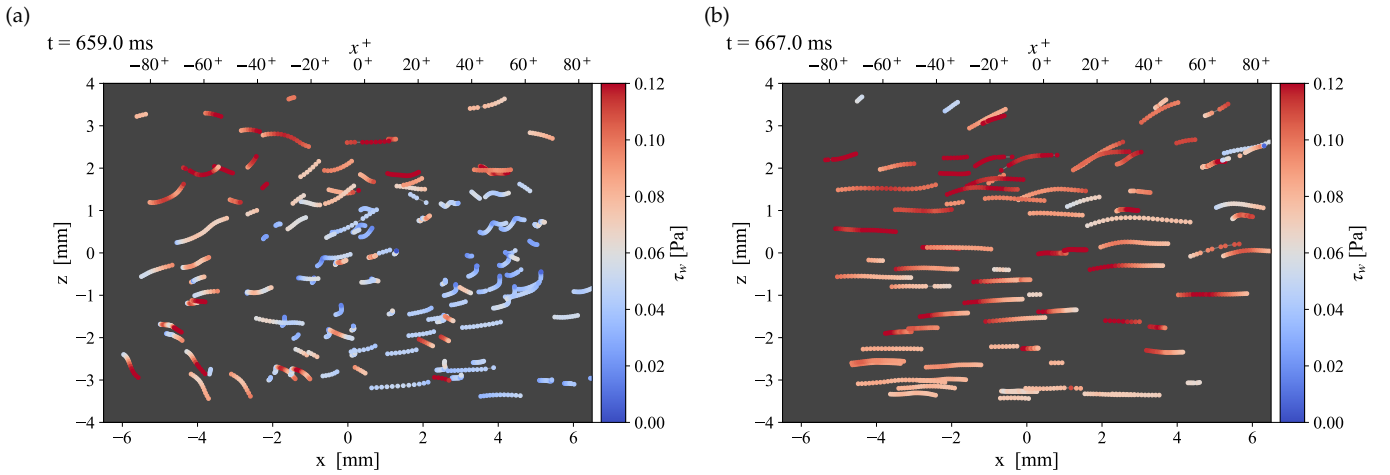 (a)
t = 659.0 ms
x⁺
−80⁺ −60⁺ −40⁺ −20⁺ 0⁺ 20⁺ 40⁺ 60⁺ 80⁺
4
3
2
1
0
−1
−2
−3
−4
z [mm]
−6 −4 −2 0 2 4 6
x [mm]
0.12
0.10
0.08
0.06
0.04
0.02
0.00
τ_w [Pa]
(b)
t = 667.0 ms
x⁺
−80⁺ −60⁺ −40⁺ −20⁺ 0⁺ 20⁺ 40⁺ 60⁺ 80⁺
4
3
2
1
0
−1
−2
−3
−4
z [mm]
−6 −4 −2 0 2 4 6
x [mm]
0.12
0.10
0.08
0.06
0.04
0.02
0.00
τ_w [Pa]